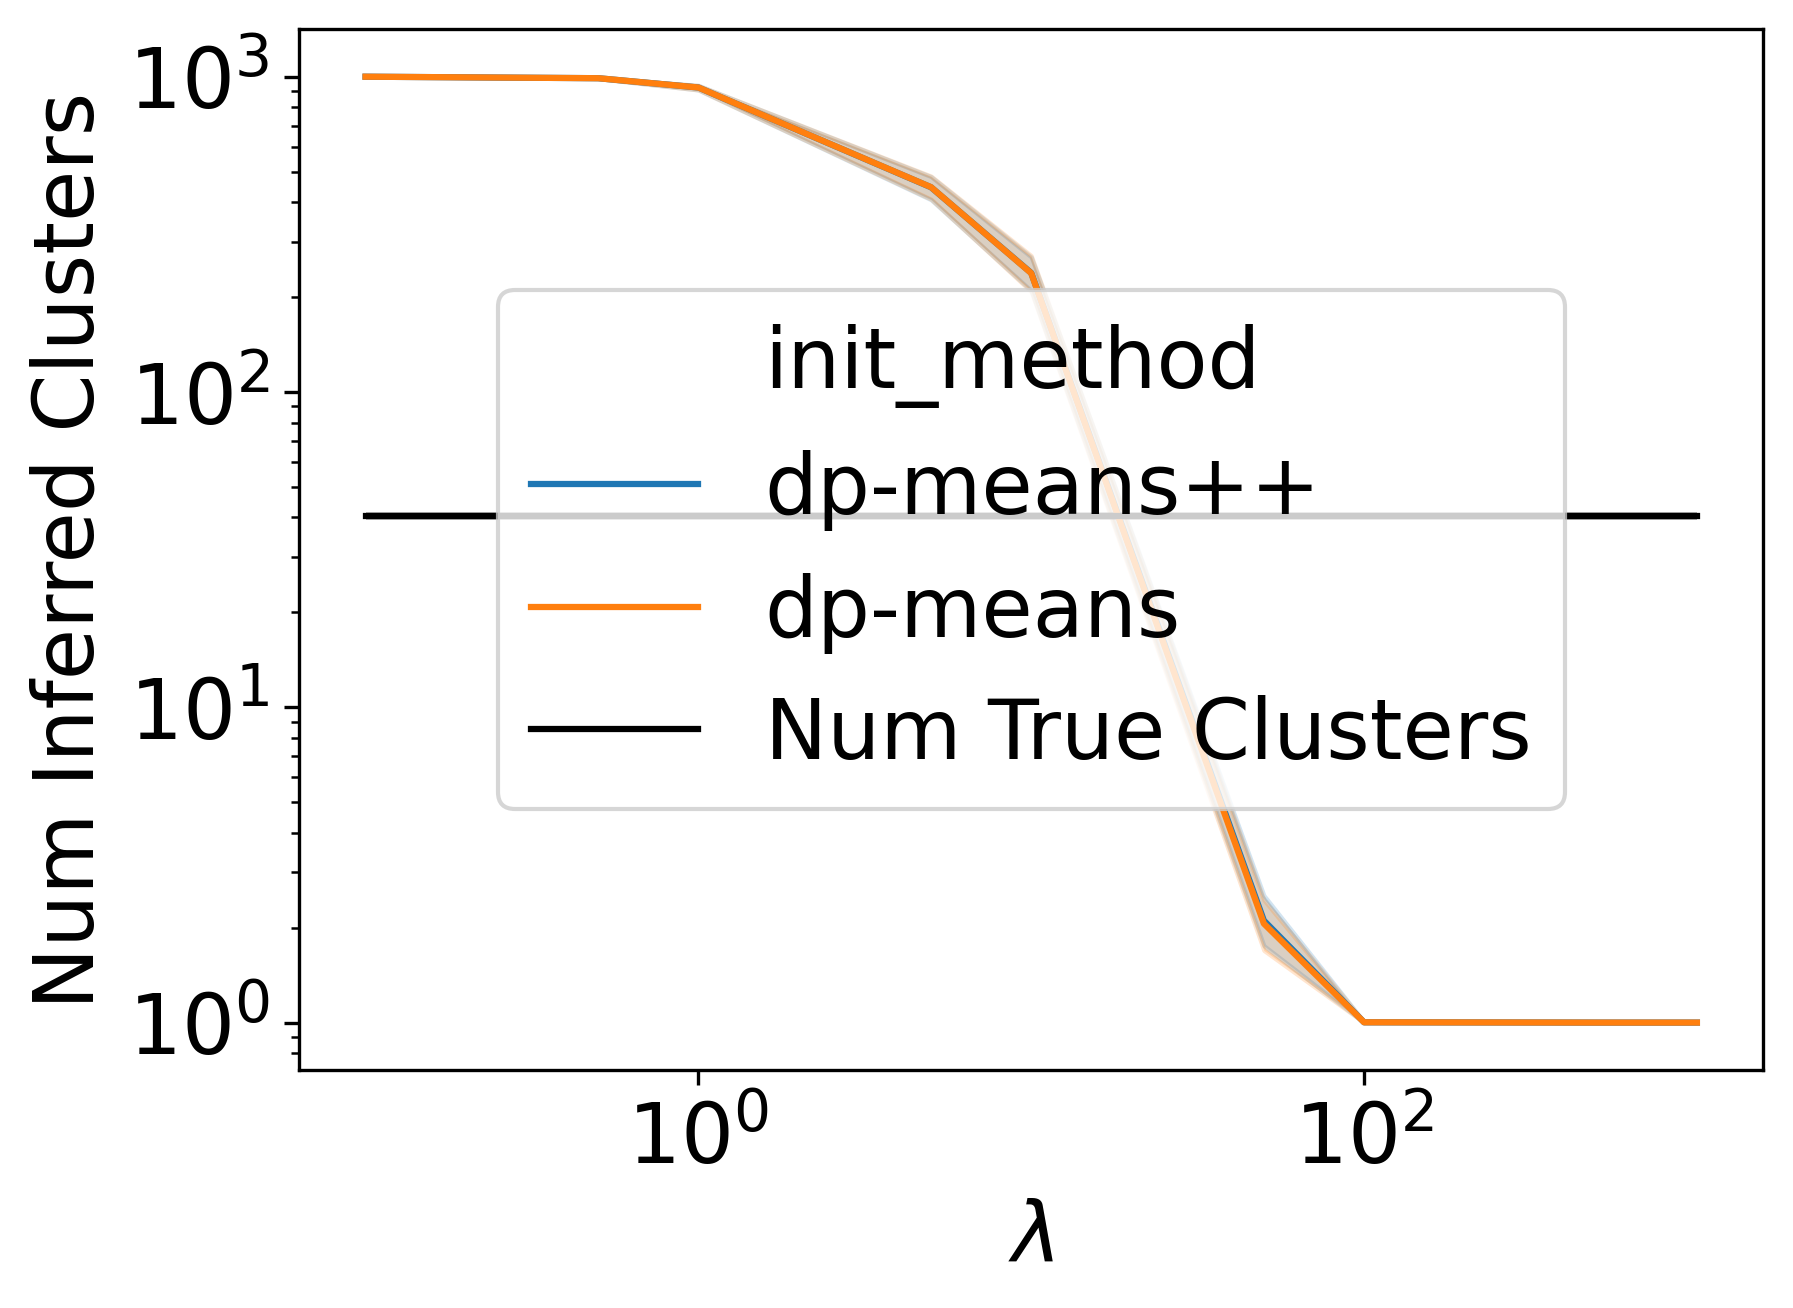 Num Inferred Clusters
10³
10²
10¹
10⁰
init_method
dp-means++
dp-means
Num True Clusters
10⁰
10²
λ